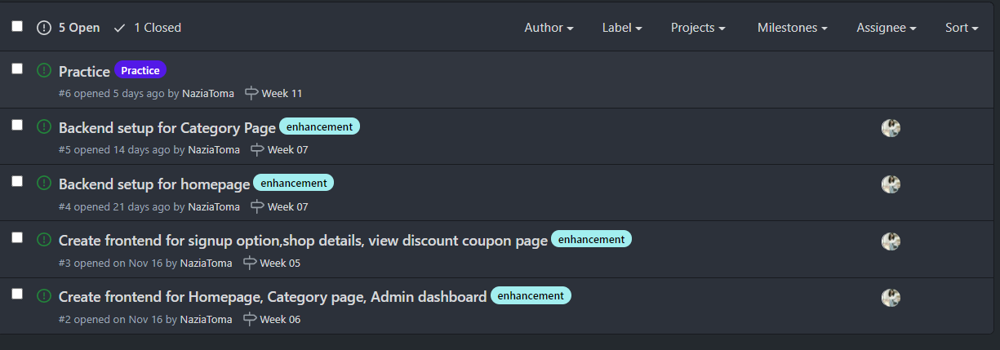 5 Open 1 Closed Author Label Projects Milestones Assignee Sort
Practice Practice
#6 opened 5 days ago by NaziaToma Week 11
Backend setup for Category Page enhancement
#5 opened 14 days ago by NaziaToma Week 07
Backend setup for homepage enhancement
#4 opened 21 days ago by NaziaToma Week 07
Create frontend for signup option,shop details, view discount coupon page enhancement
#3 opened on Nov 16 by NaziaToma Week 05
Create frontend for Homepage, Category page, Admin dashboard enhancement
#2 opened on Nov 16 by NaziaToma Week 06